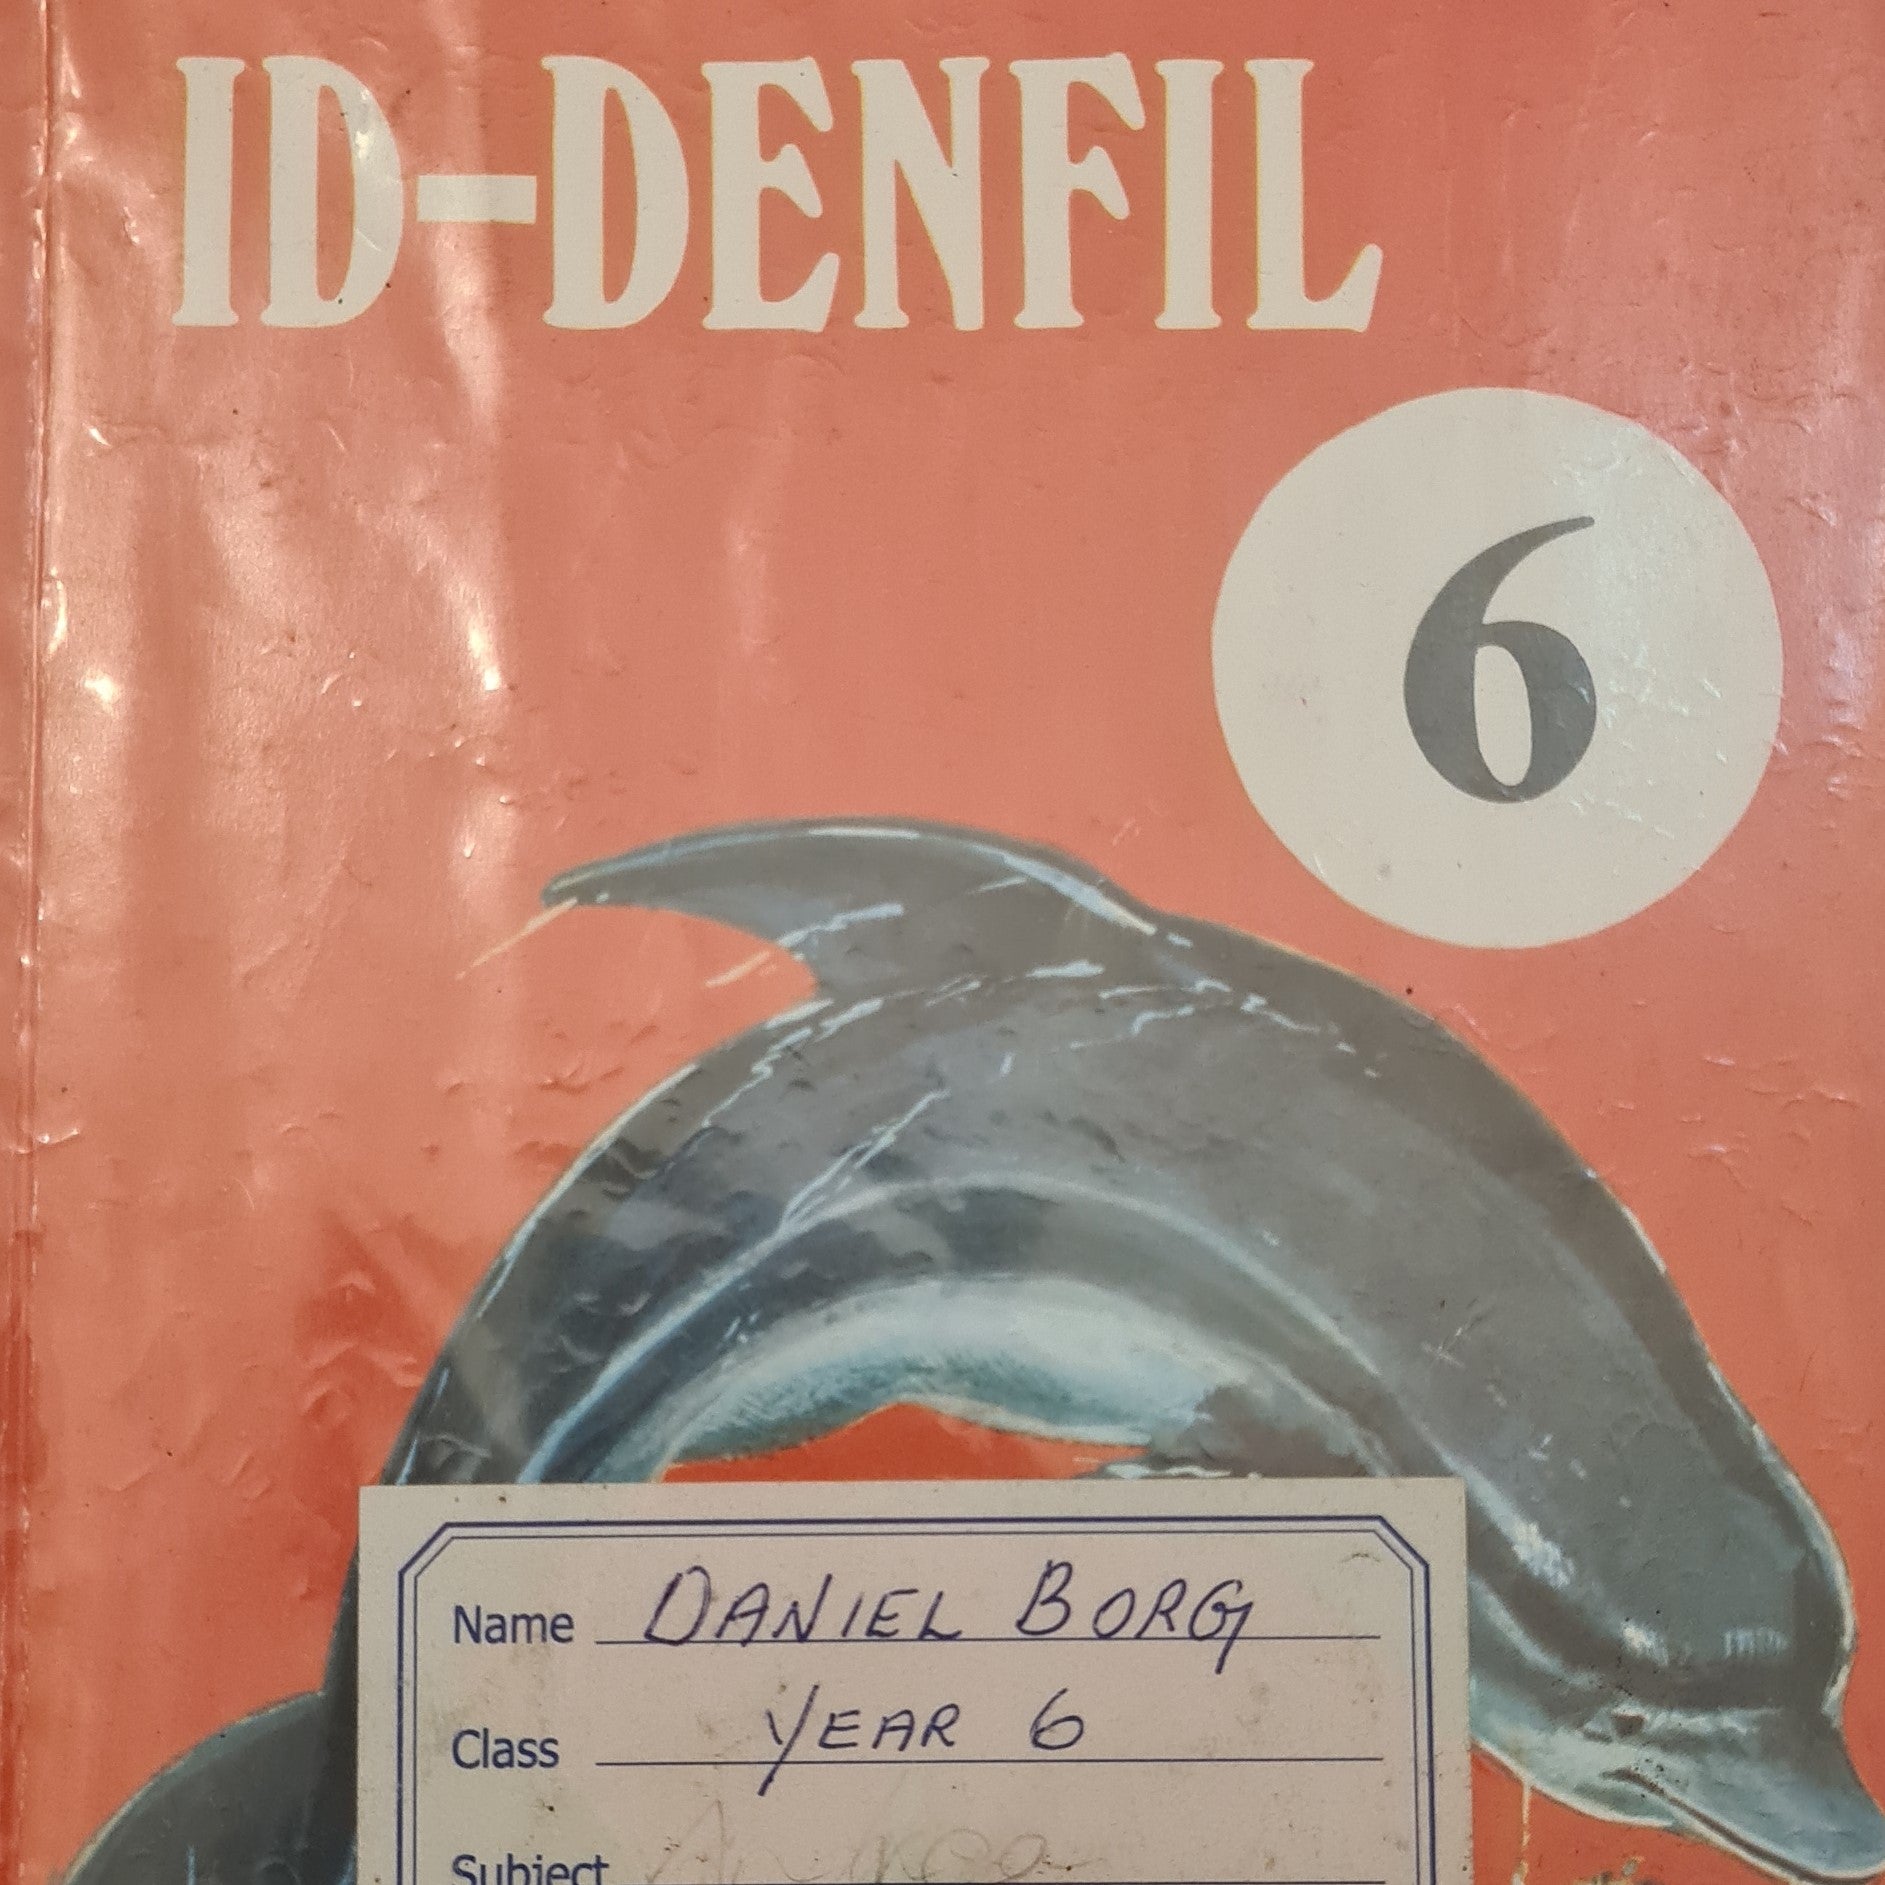 ID-DENFIL
6
Name DANIEL BORG
Class YEAR 6
Subject